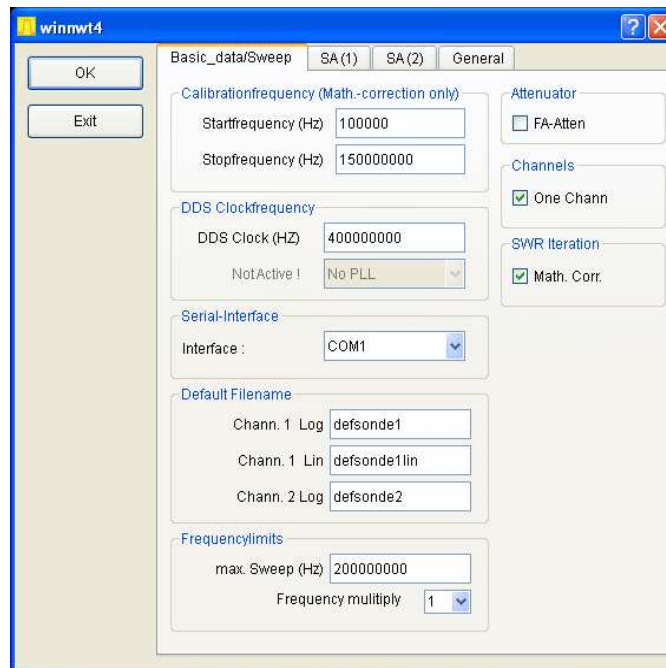 winnwt4
OK
Exit
Basic_data/Sweep
SA(1)
SA(2)
General
Calibrationfrequency (Math.-correction only)
Startfrequency (Hz) 100000
Stopfrequency (Hz) 150000000
DDS Clockfrequency
DDS Clock (HZ) 400000000
NotActive ! No PLL
Serial-Interface
Interface : COM1
Default Filename
Chann. 1 Log defsonde1
Chann. 1 Lin defsonde1lin
Chann. 2 Log defsonde2
Frequencylimits
max. Sweep (Hz) 200000000
Frequency mulitiply 1
Attenuator
FA-Atten
Channels
One Chann
SWR Iteration
Math. Corr.